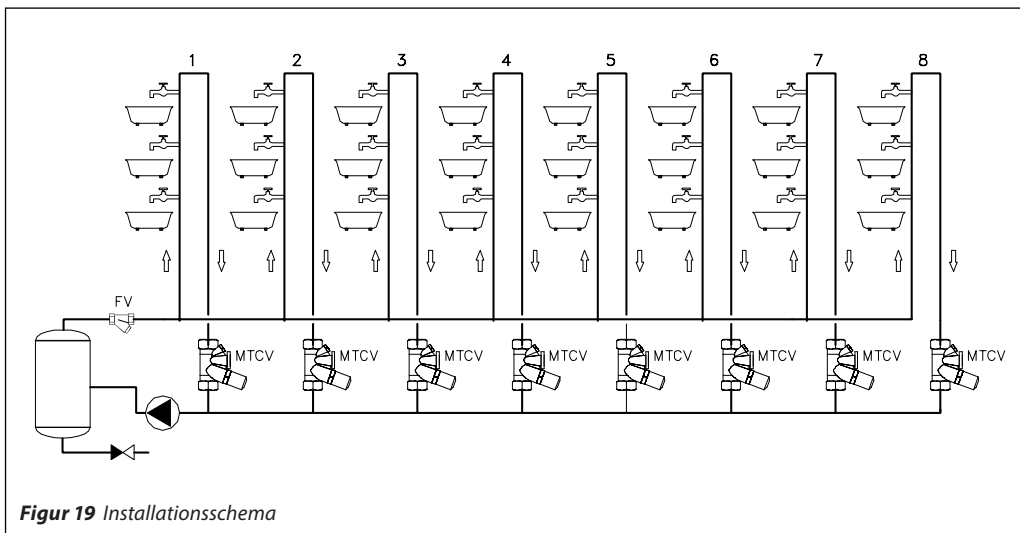 1 2 3 4 5 6 7 8
FV
MTCV MTCV MTCV MTCV MTCV MTCV MTCV MTCV
Figur 19 Installationsschema